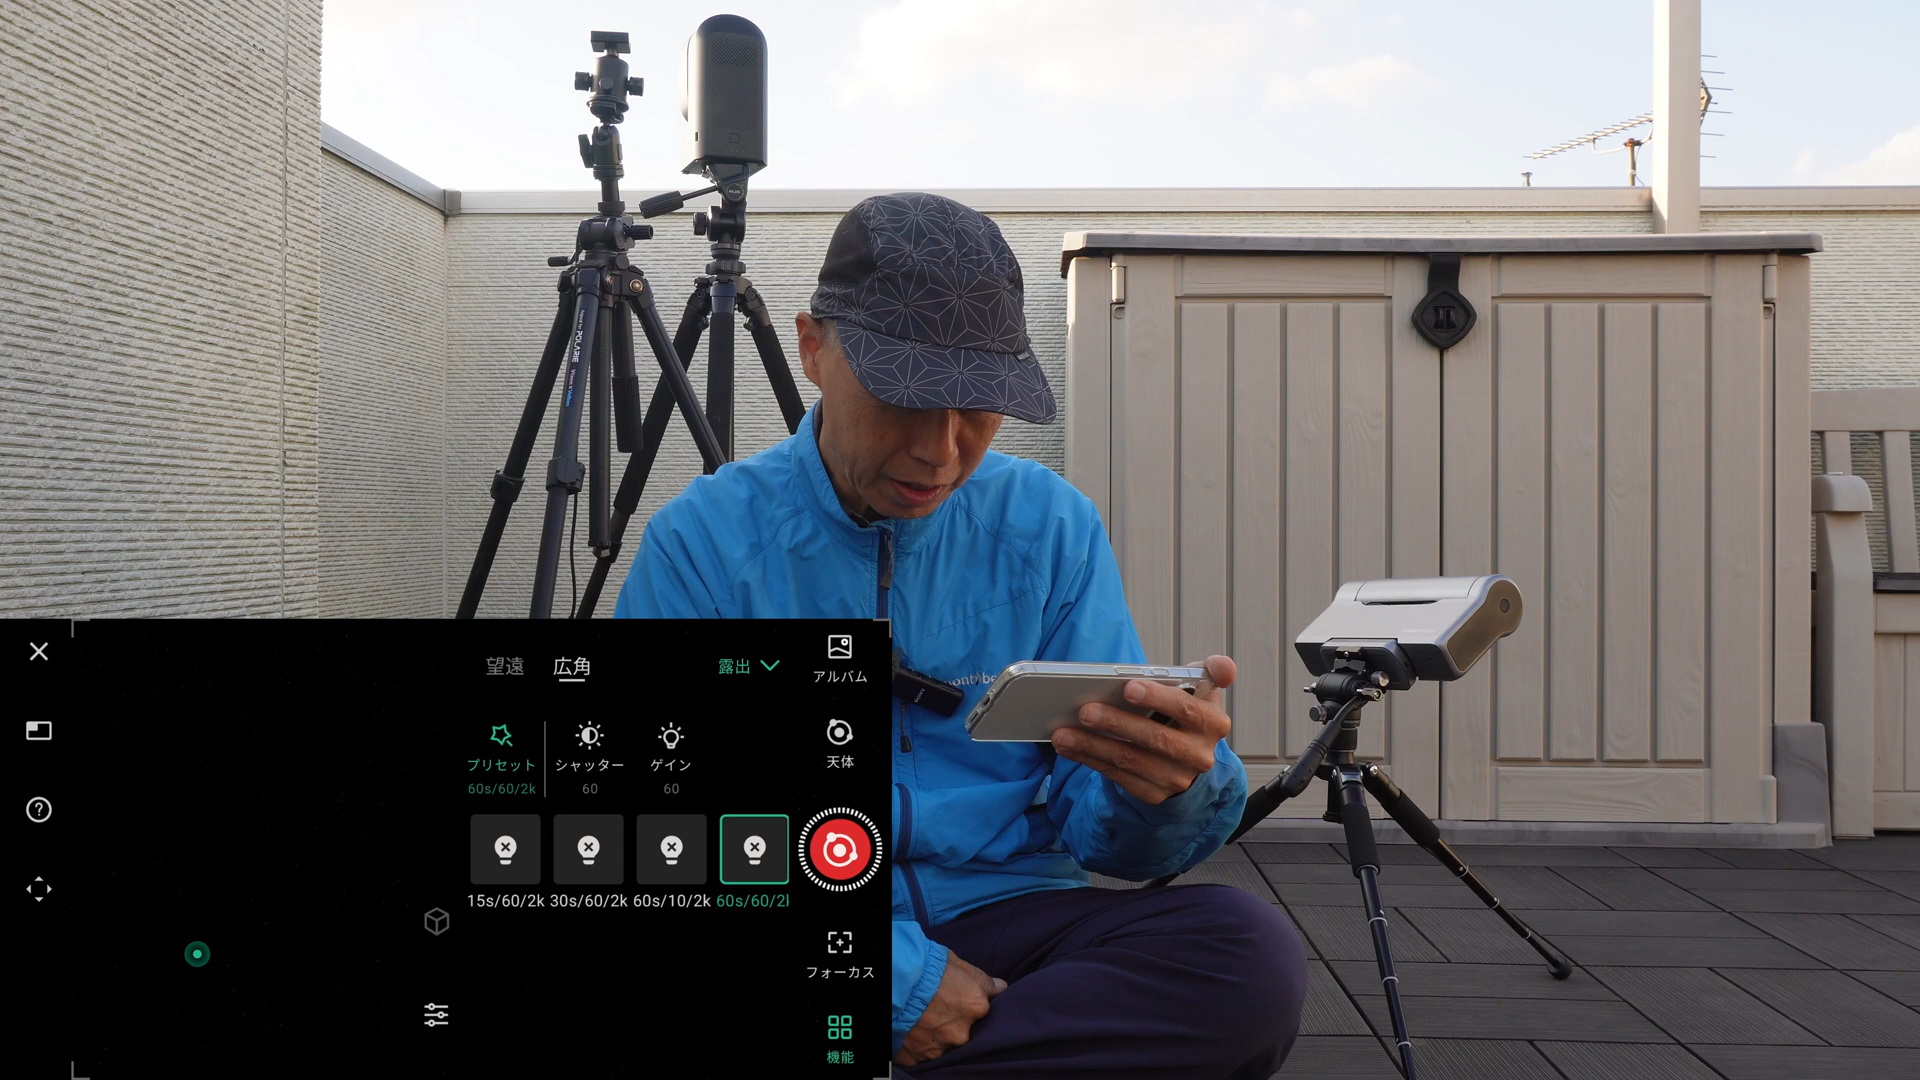 POLARIE
望遠 広角 露出
アルバム
プリセット シャッター ゲイン
60s/60/2k 60 60
天体
15s/60/2k 30s/60/2k 60s/10/2k 60s/60/2
フォーカス
機能
SONY